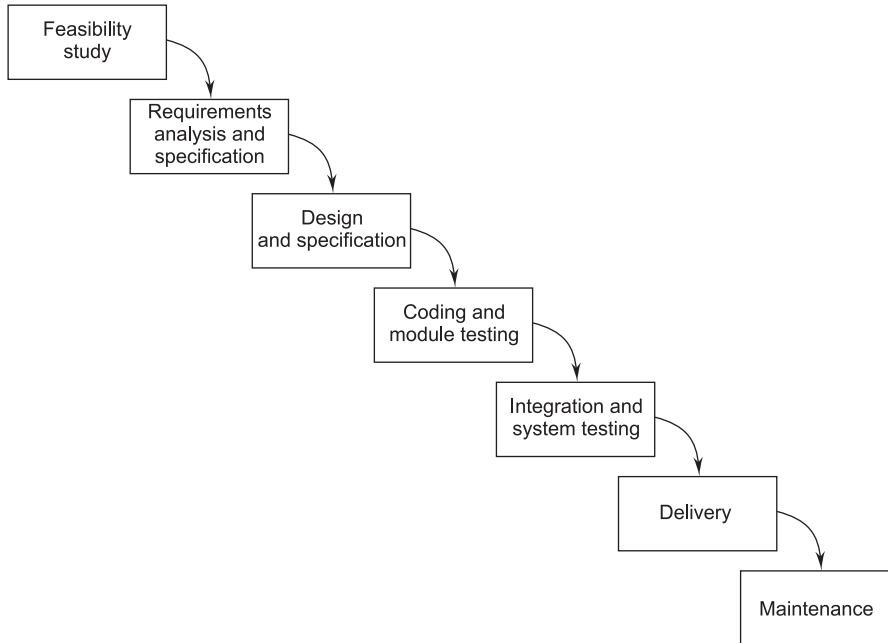 Feasibility
study
Requirements
analysis and
specification
Design
and specification
Coding and
module testing
Integration and
system testing
Delivery
Maintenance